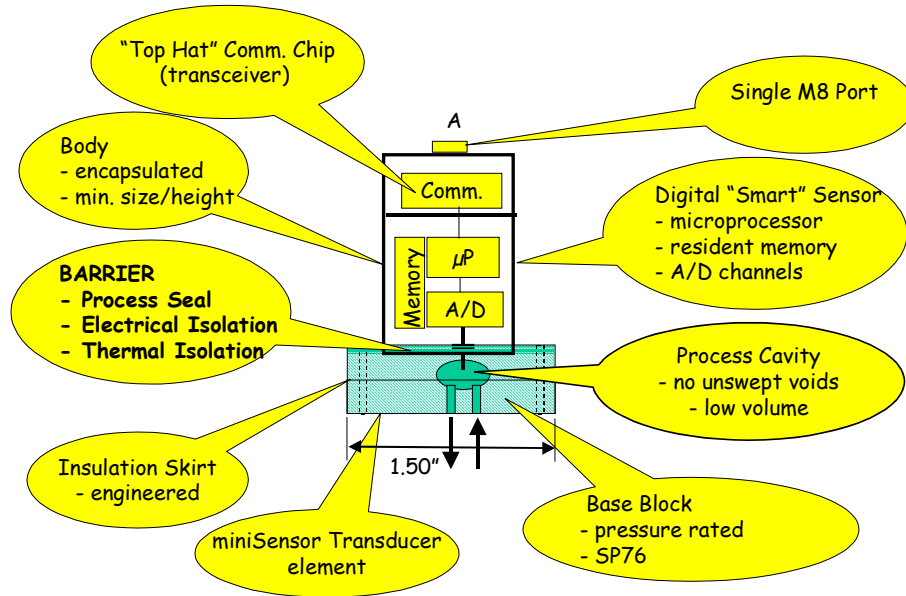 “Top Hat” Comm. Chip
(transceiver)
Single M8 Port
A
Body
- encapsulated
- min. size/height
Comm.
Digital “Smart” Sensor
- microprocessor
- resident memory
- A/D channels
Memory
µP
A/D
BARRIER
- Process Seal
- Electrical Isolation
- Thermal Isolation
Process Cavity
- no unswept voids
- low volume
Insulation Skirt
- engineered
1.50”
miniSensor Transducer
element
Base Block
- pressure rated
- SP76